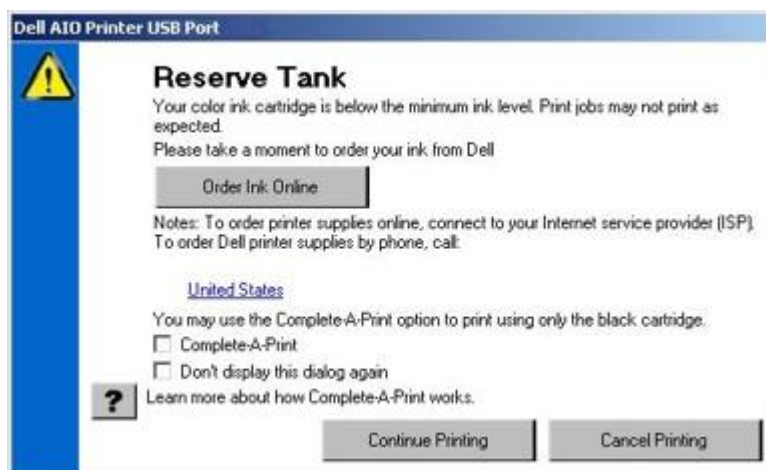 Dell AIO Printer USB Port
Reserve Tank
Your color ink cartridge is below the minimum ink level. Print jobs may not print as
expected.
Please take a moment to order your ink from Dell
Order Ink Online
Notes: To order printer supplies online, connect to your Internet service provider (ISP).
To order Dell printer supplies by phone, call:
United States
You may use the Complete-A-Print option to print using only the black cartridge.
Complete-A-Print
Don't display this dialog again
? Learn more about how Complete-A-Print works.
Continue Printing Cancel Printing